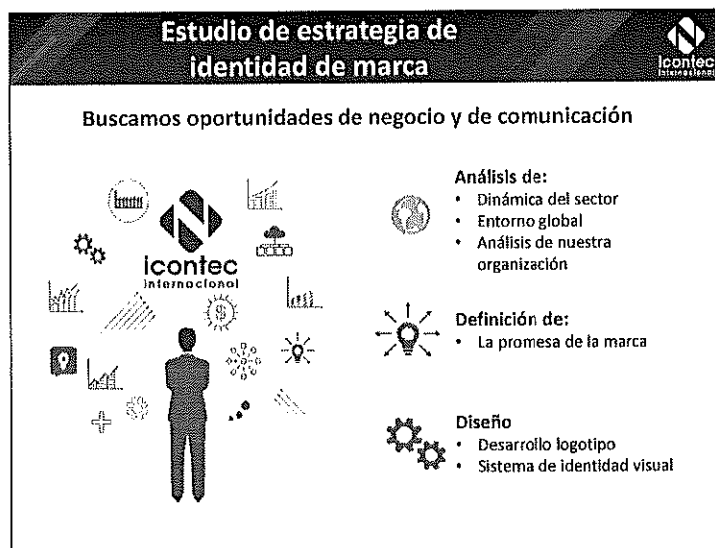 Estudio de estrategia de
identidad de marca
icontec
internacional
Buscamos oportunidades de negocio y de comunicación
icontec
internacional
$
Análisis de:
• Dinámica del sector
• Entorno global
• Análisis de nuestra
organización
Definición de:
• La promesa de la marca
Diseño
• Desarrollo logotipo
• Sistema de identidad visual